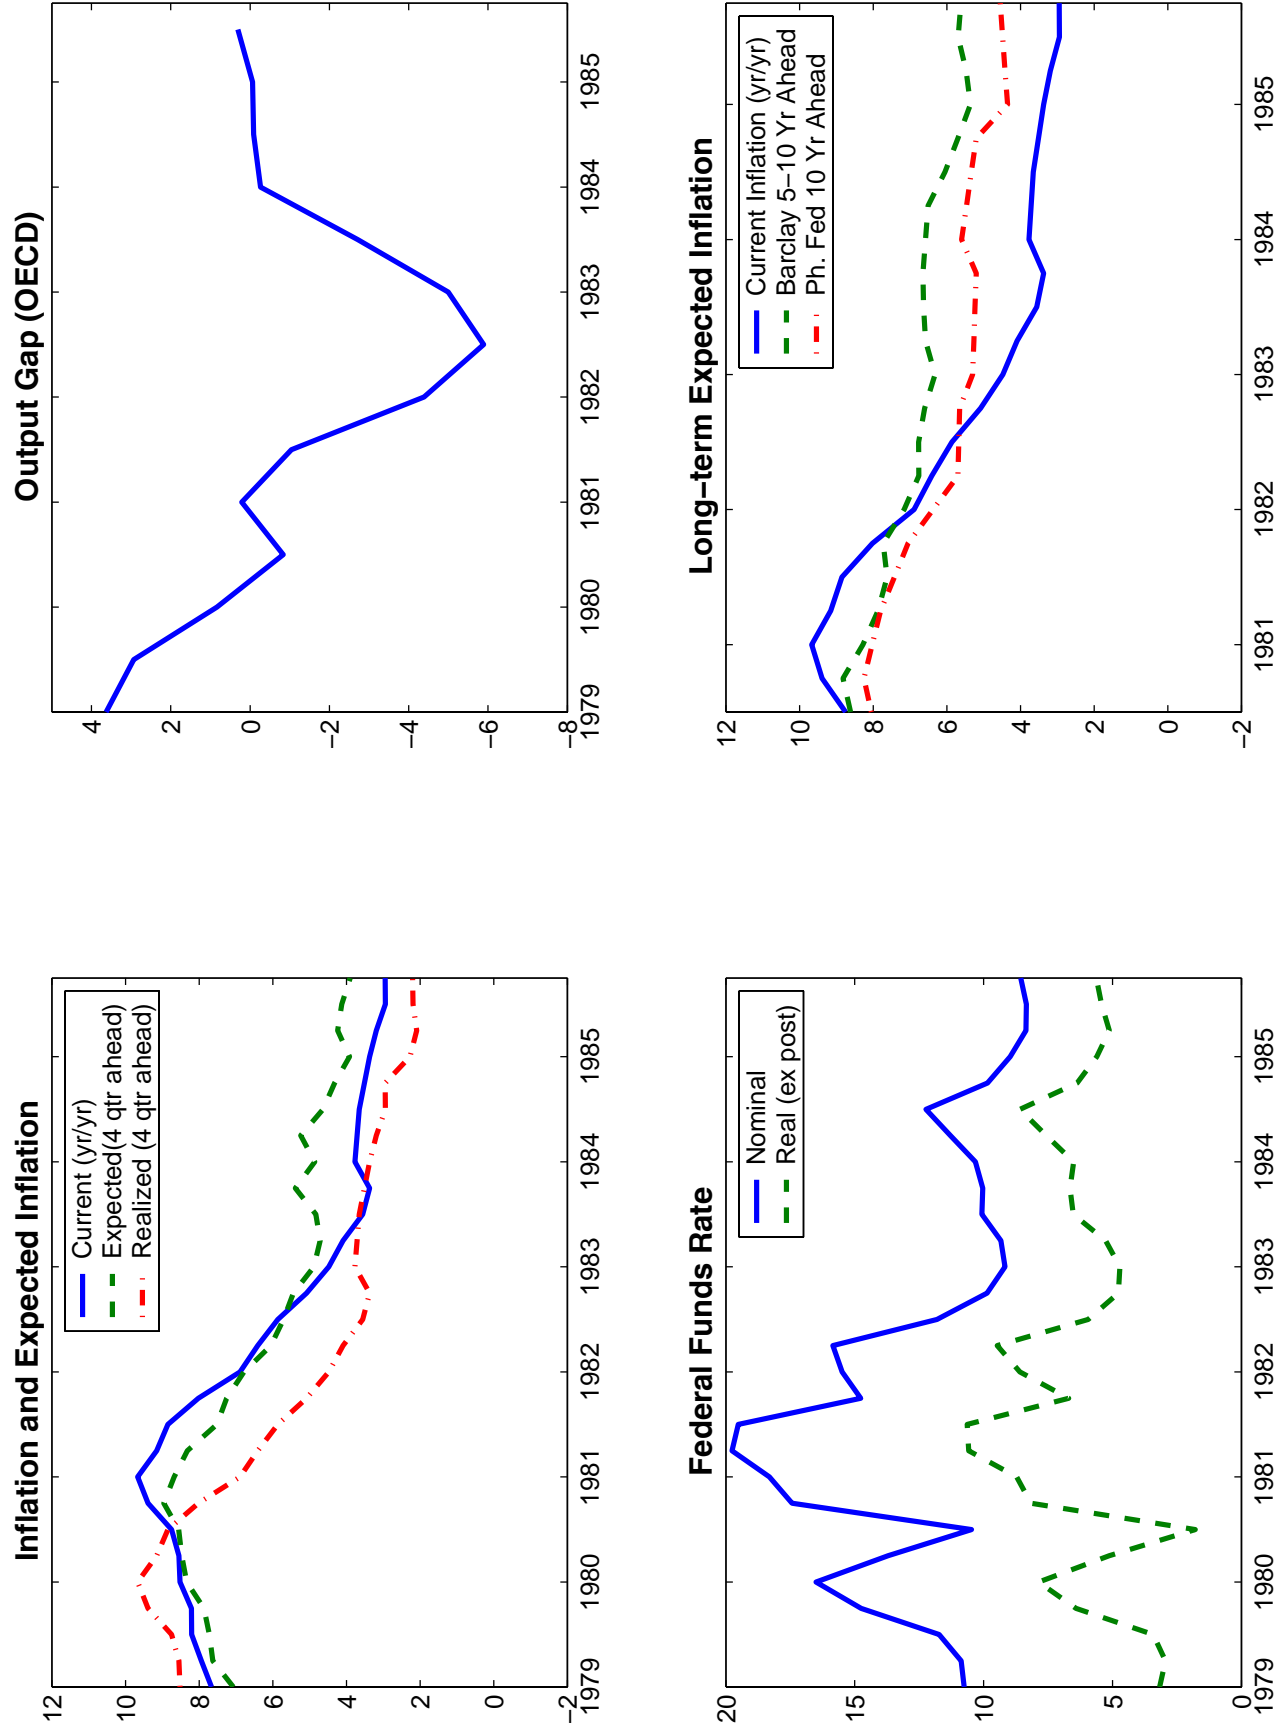 Inflation and Expected Inflation
12
10
8
6
4
2
0
−2
Current (yr/yr)
Expected(4 qtr ahead)
Realized (4 qtr ahead)
1979 1980 1981 1982 1983 1984 1985
Output Gap (OECD)
4
2
0
−2
−4
−6
−8
1979 1980 1981 1982 1983 1984 1985
Federal Funds Rate
20
15
10
5
0
Nominal
Real (ex post)
1979 1980 1981 1982 1983 1984 1985
Long−term Expected Inflation
12
10
8
6
4
2
0
−2
Current Inflation (yr/yr)
Barclay 5−10 Yr Ahead
Ph. Fed 10 Yr Ahead
1981 1982 1983 1984 1985